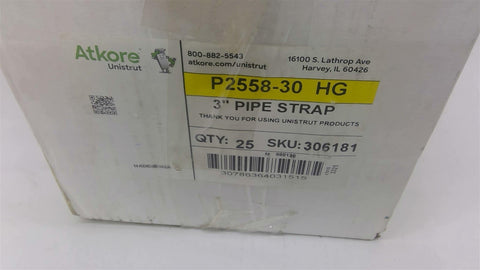 Atkore
Unistrut
800-882-5543
atkore.com/unistrut
16100 S. Lathrop Ave
Harvey, IL 60426
P2558-30 HG
3" PIPE STRAP
THANK YOU FOR USING UNISTRUT PRODUCTS
QTY: 25 SKU:306181
30786364031515